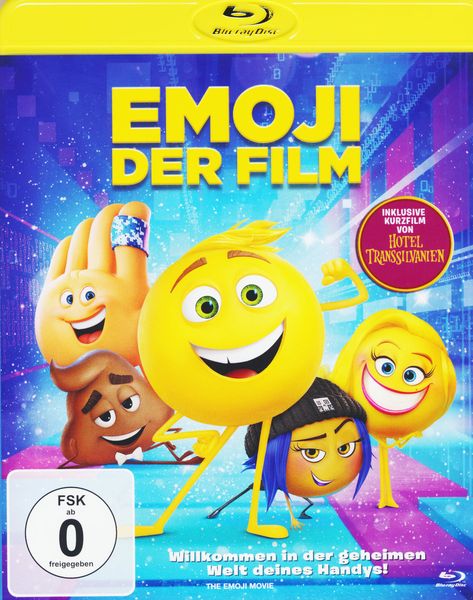 Blu-ray Disc
EMOJI
DER FILM
INKLUSIVE
KURZFILM
VON
HOTEL
TRANSSILVANIEN
FSK
ab
0
freigegeben
Willkommen in der geheimen
Welt deines Handys!
THE EMOJI MOVIE
Blu-ray Disc